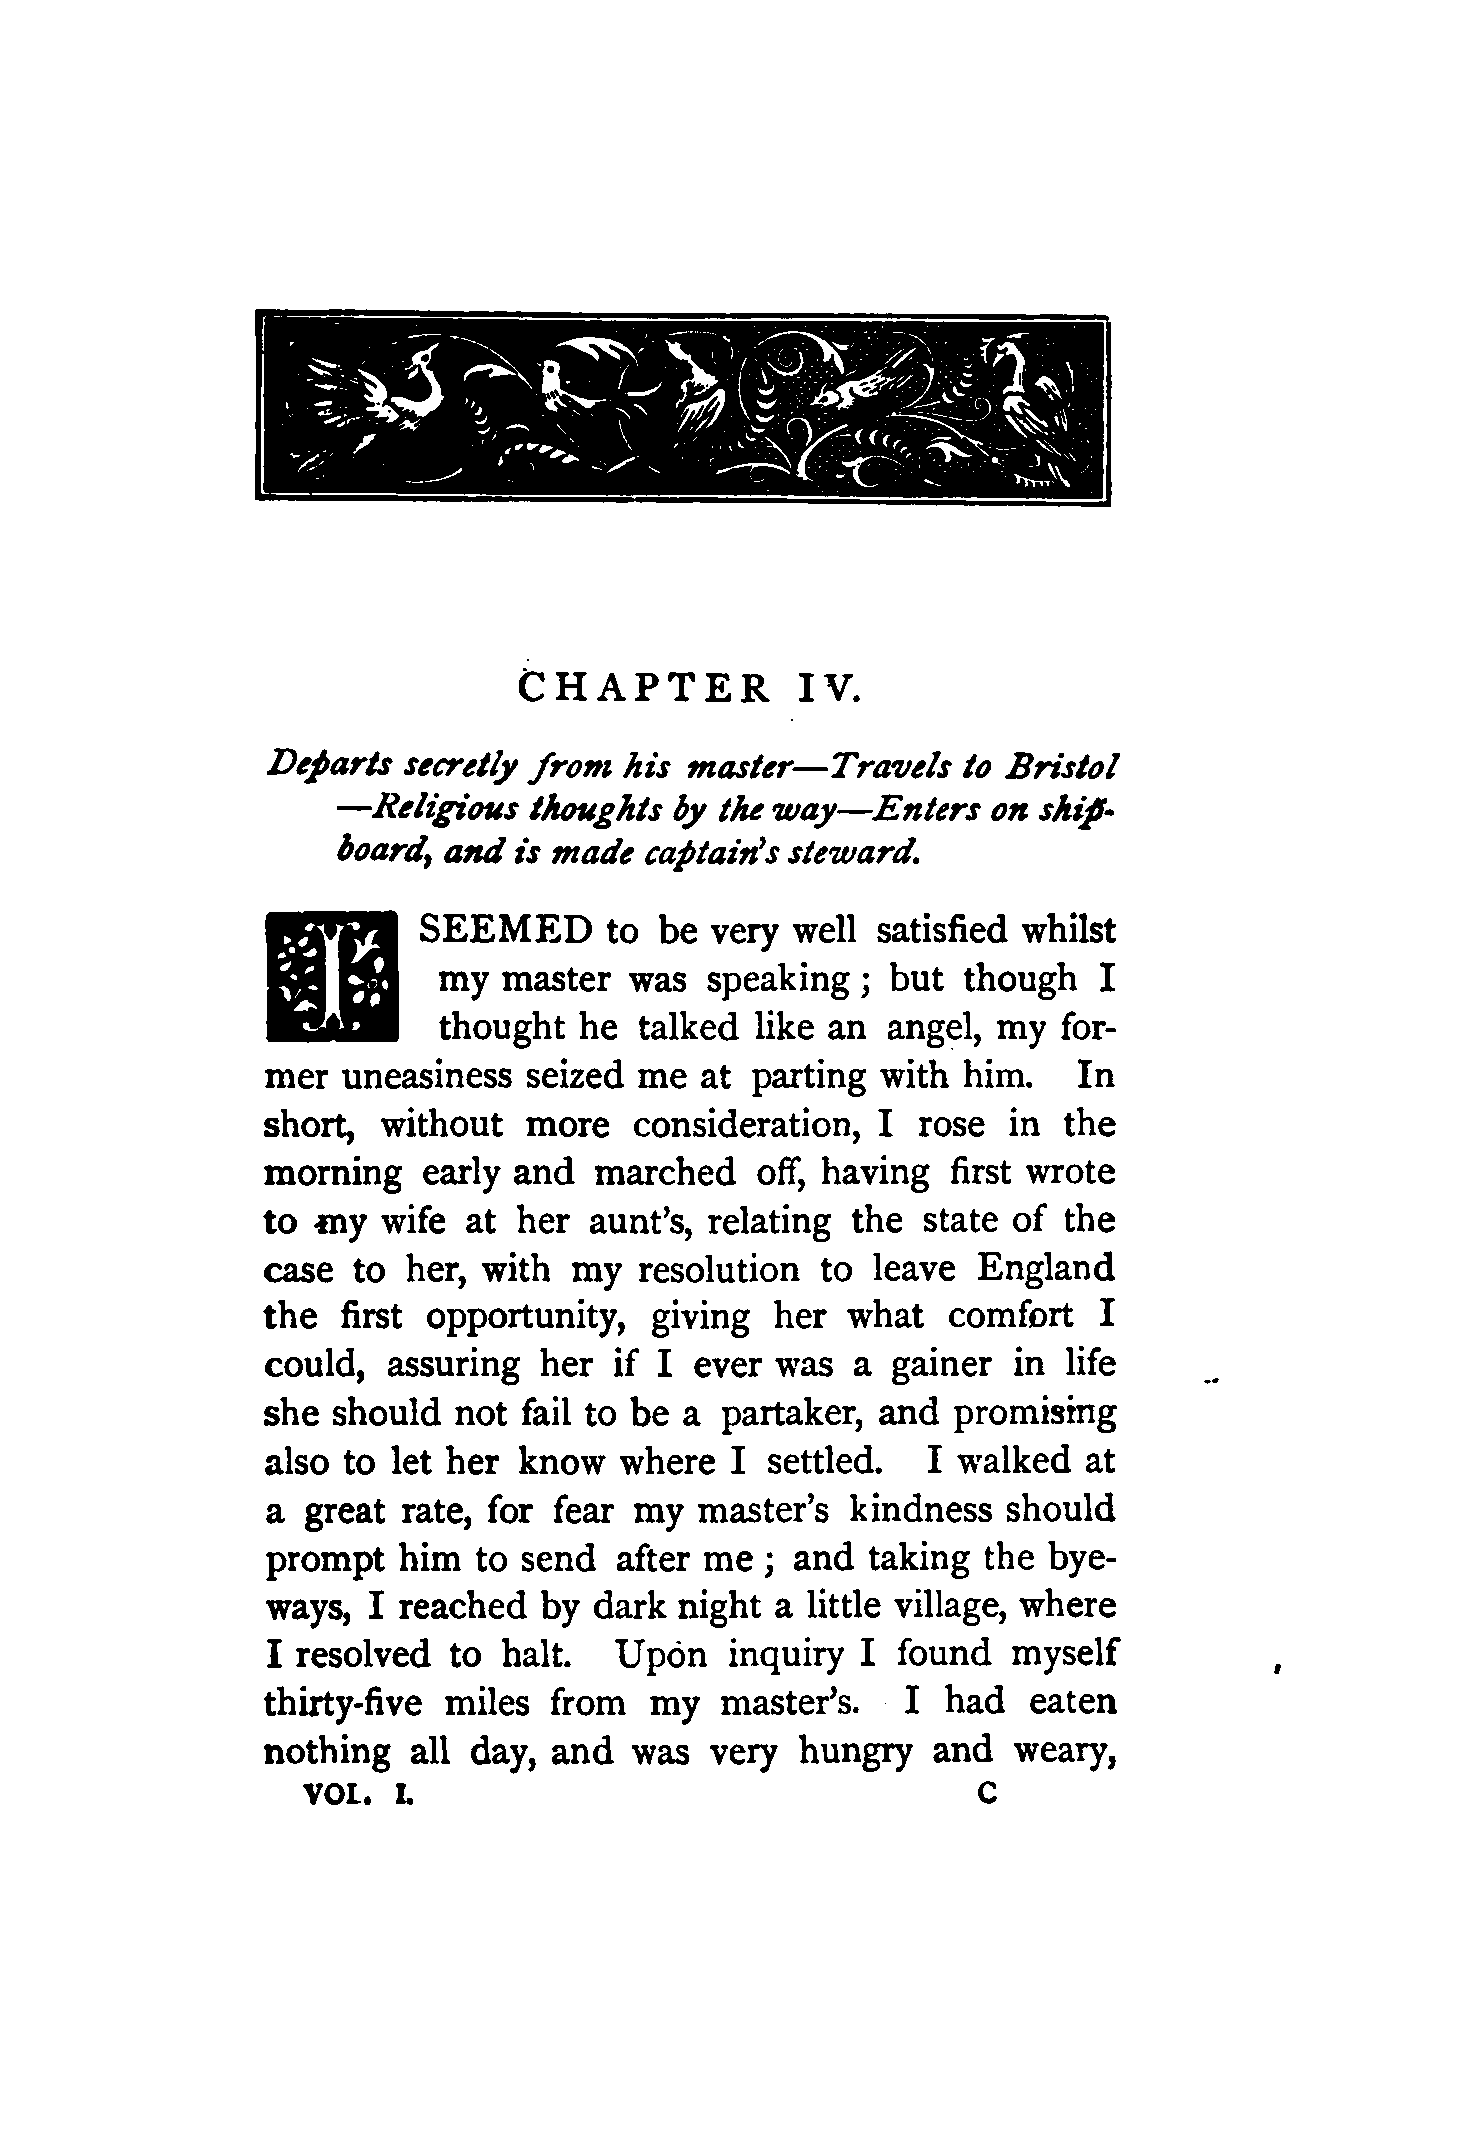 CHAPTER IV.
Departs secretly from his master—Travels to Bristol
—Religious thoughts by the way—Enters on ship-
board, and is made captain's steward.
I SEEMED to be very well satisfied whilst
my master was speaking ; but though I
thought he talked like an angel, my for-
mer uneasiness seized me at parting with him. In
short, without more consideration, I rose in the
morning early and marched off, having first wrote
to my wife at her aunt's, relating the state of the
case to her, with my resolution to leave England
the first opportunity, giving her what comfort I
could, assuring her if I ever was a gainer in life
she should not fail to be a partaker, and promising
also to let her know where I settled. I walked at
a great rate, for fear my master's kindness should
prompt him to send after me ; and taking the bye-
ways, I reached by dark night a little village, where
I resolved to halt. Upon inquiry I found myself
thirty-five miles from my master's. I had eaten
nothing all day, and was very hungry and weary,
VOL. I. C